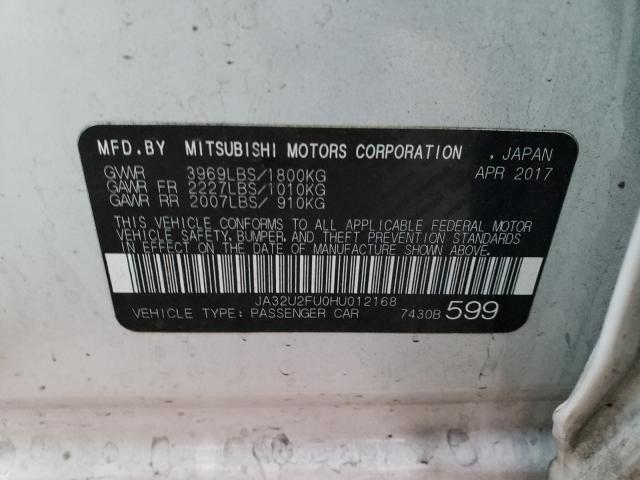 MFD.BY MITSUBISHI MOTORS CORPORATION , JAPAN
GVWR 3969LBS/1800KG APR 2017
GAWR FR 2227LBS/1010KG
GAWR RR 2007LBS/ 910KG
THIS VEHICLE CONFORMS TO ALL APPLICABLE FEDERAL MOTOR
VEHICLE SAFETY,BUMPER,AND THEFT PREVENTION STANDARDS
IN EFFECT ON THE DATE OF MANUFACTURE SHOWN ABOVE.
JA32U2FU0HU012168
VEHICLE TYPE: PASSENGER CAR 7430B 599